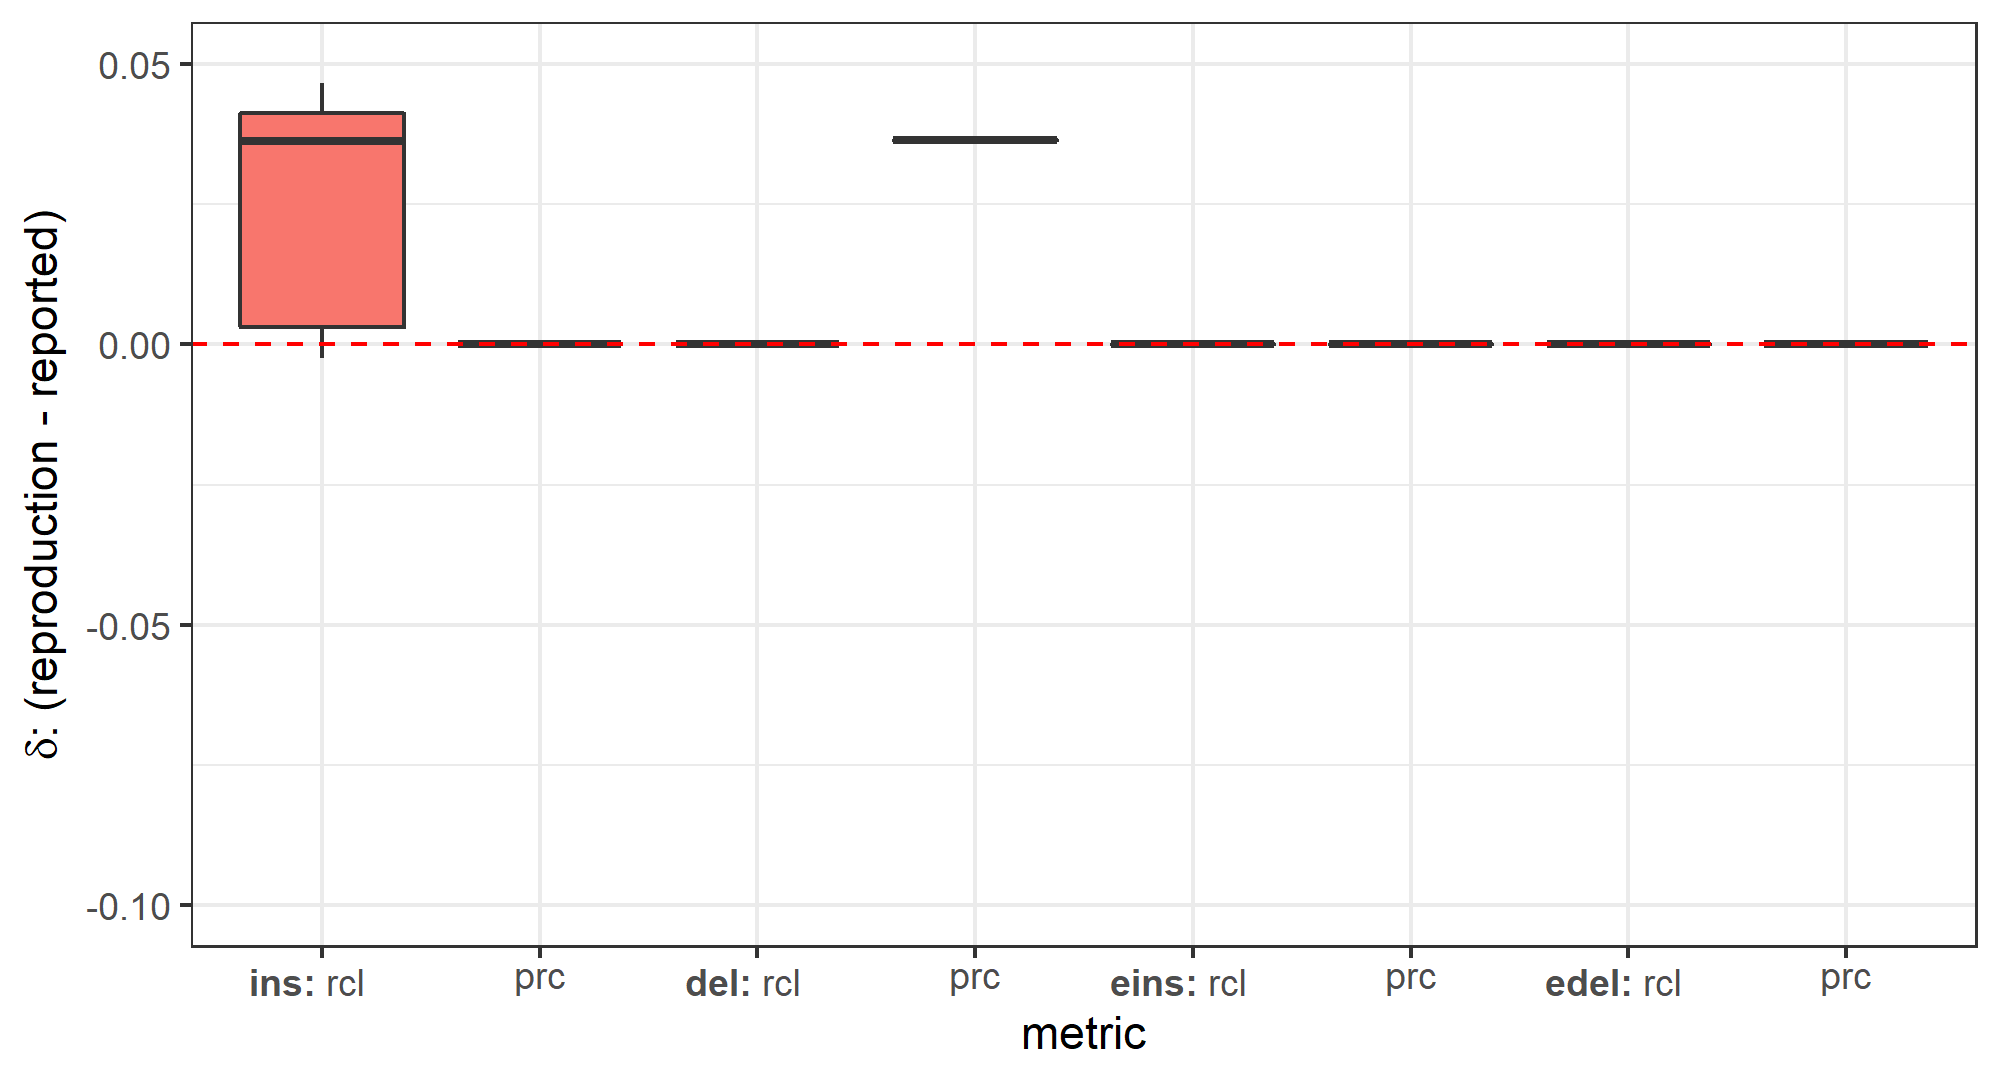 δ: (reproduction - reported)
0.05
0.00
-0.05
-0.10
ins: rcl prc del: rcl prc eins: rcl prc edel: rcl prc
metric